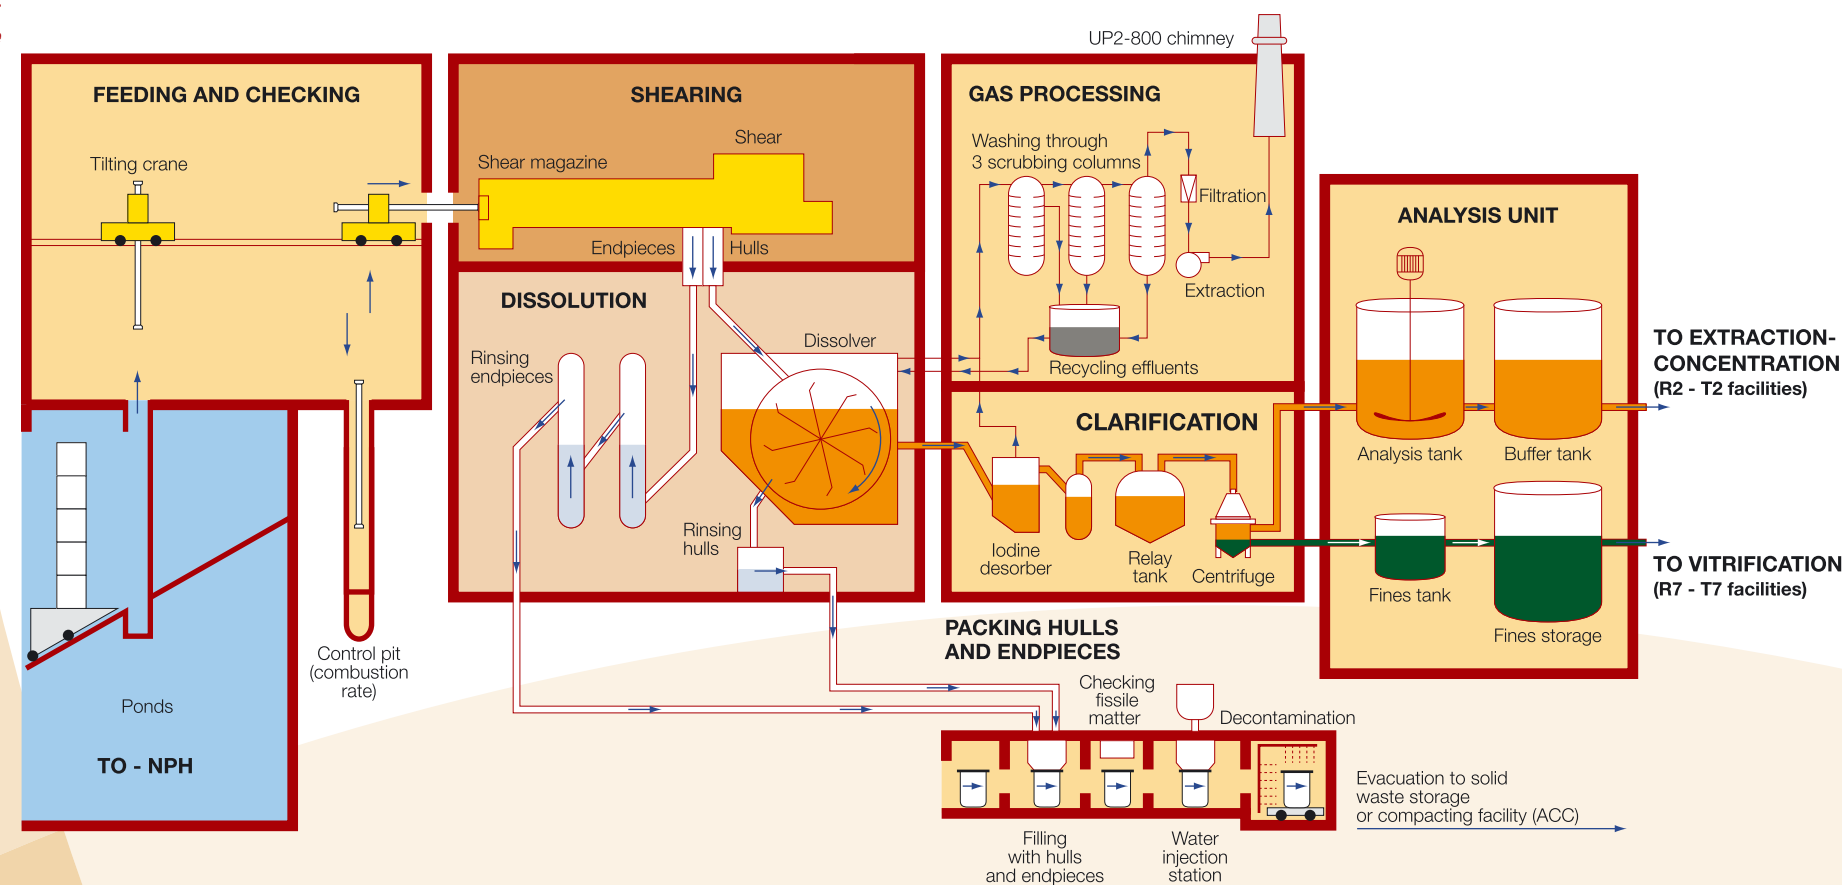 UP2-800 chimney
FEEDING AND CHECKING
Tilting crane
SHEARING
Shear
Shear magazine
Endpieces
Hulls
GAS PROCESSING
Washing through
3 scrubbing columns
Filtration
Extraction
Recycling effluents
DISSOLUTION
Rinsing
endpieces
Dissolver
Rinsing
hulls
CLARIFICATION
Iodine
desorber
Relay
tank
Centrifuge
ANALYSIS UNIT
Analysis tank
Buffer tank
Fines tank
Fines storage
TO EXTRACTION-
CONCENTRATION
(R2 - T2 facilities)
TO VITRIFICATION
(R7 - T7 facilities)
Control pit
(combustion
rate)
Ponds
TO - NPH
PACKING HULLS
AND ENDPIECES
Checking
fissile
matter
Decontamination
Filling
with hulls
and endpieces
Water
injection
station
Evacuation to solid
waste storage
or compacting facility (ACC)